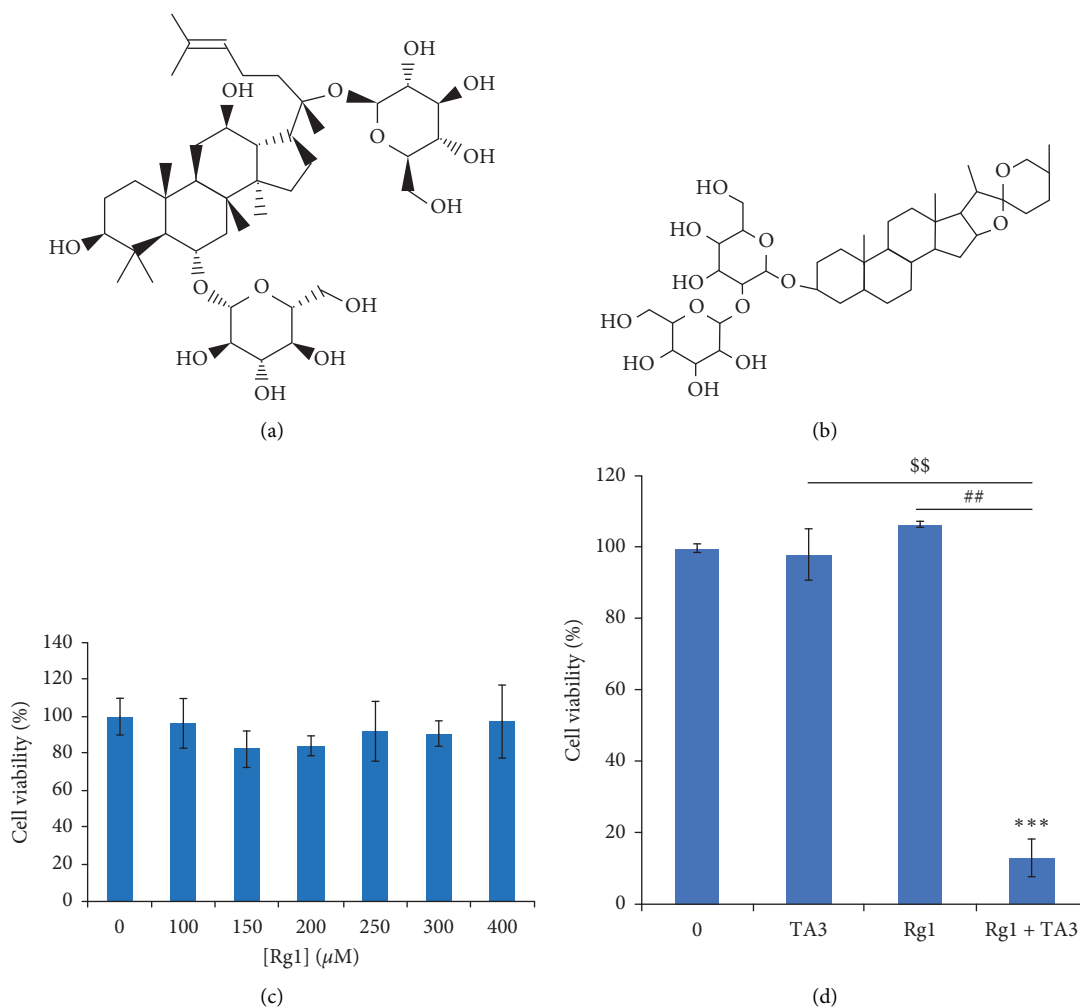 OH
OH
O
OH
O
OH
OH
HO
O
O
OH
HO
OH
OH
(a)
HO
HO
O
HO
O
O
O
HO
O
O
HO
OH
OH
(b)
140
120
100
80
60
40
20
0
Cell viability (%)
0 100 150 200 250 300 400
[Rg1] (μM)
(c)
120
100
80
60
40
20
0
Cell viability (%)
$$
##
***
0 TA3 Rg1 Rg1 + TA3
(d)